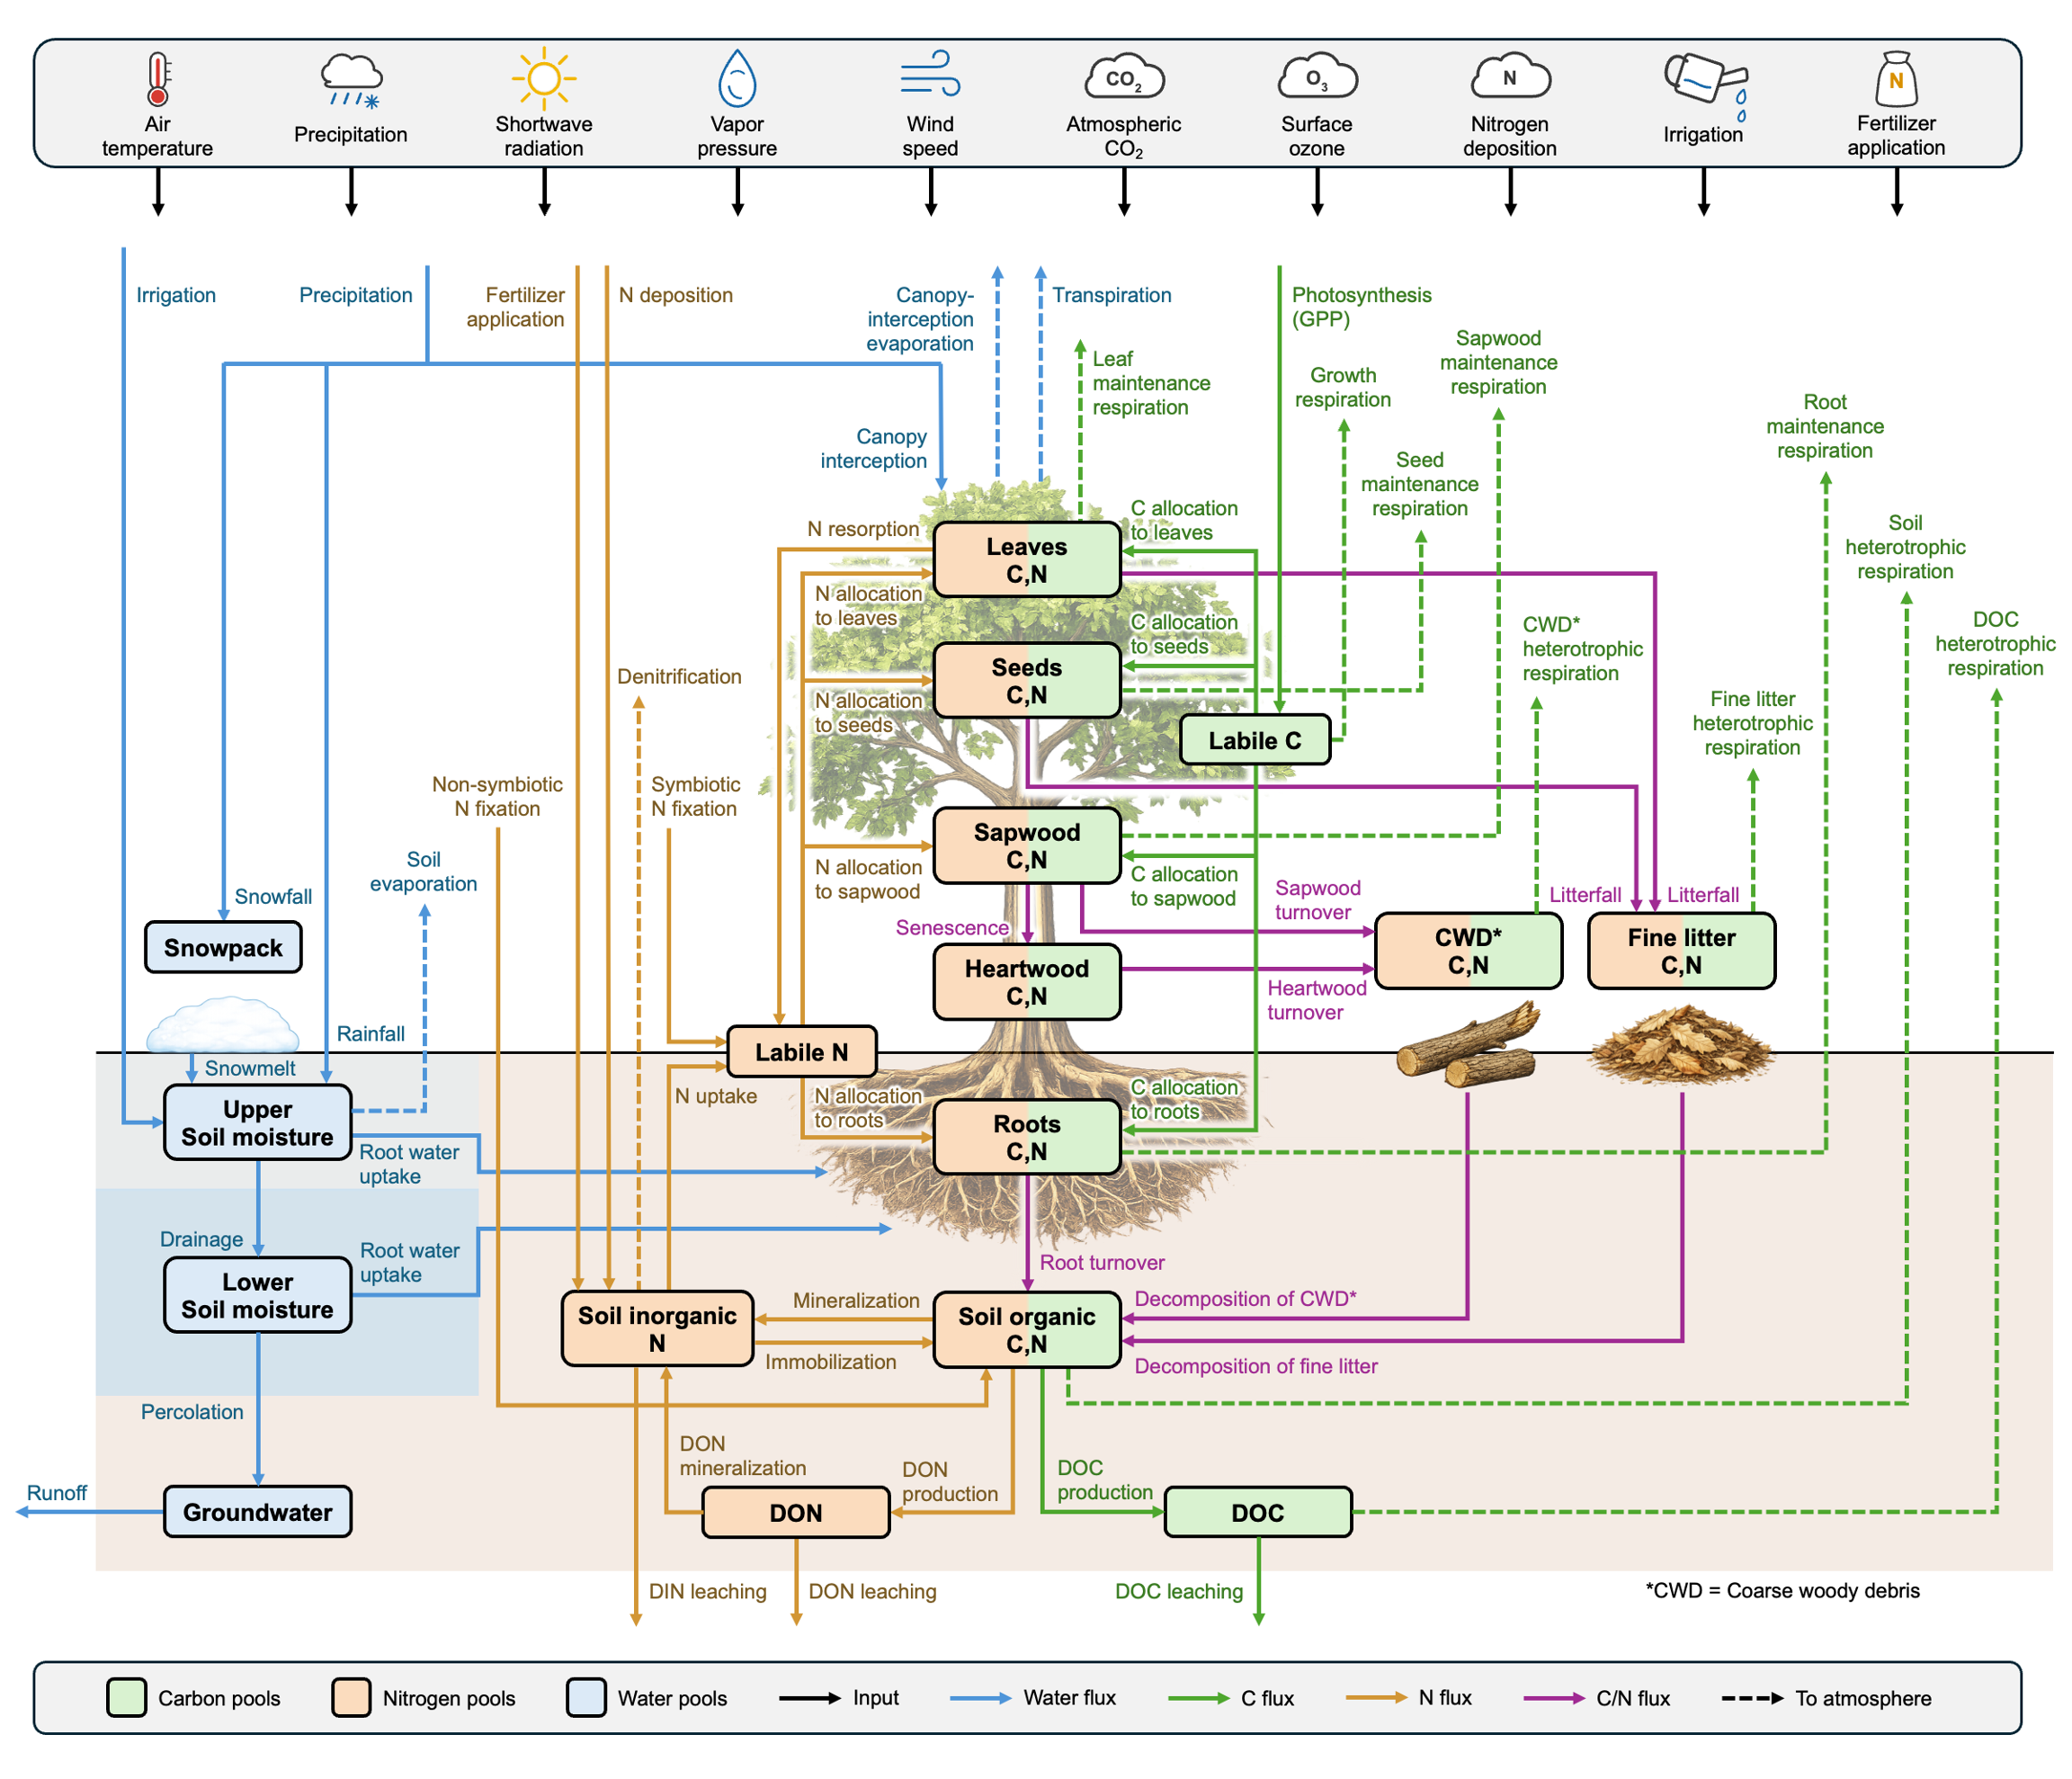 Air
temperature
Precipitation
Shortwave
radiation
Vapor
pressure
Wind
speed
CO₂
Atmospheric
CO₂
O₃
Surface
ozone
N
Nitrogen
deposition
Irrigation
N
Fertilizer
application
Irrigation
Precipitation
Fertilizer
application
N deposition
Canopy-
interception
evaporation
Transpiration
Leaf
maintenance
respiration
Photosynthesis
(GPP)
Growth
respiration
Sapwood
maintenance
respiration
Seed
maintenance
respiration
Root
maintenance
respiration
Soil
heterotrophic
respiration
DOC
heterotrophic
respiration
CWD*
heterotrophic
respiration
Fine litter
heterotrophic
respiration
Canopy
interception
N resorption
Leaves
C,N
C allocation
to leaves
N allocation
to leaves
C allocation
to seeds
Seeds
C,N
N allocation
to seeds
Labile C
Denitrification
Non-symbiotic
N fixation
Symbiotic
N fixation
Sapwood
C,N
N allocation
to sapwood
C allocation
to sapwood
Soil
evaporation
Snowfall
Snowpack
Senescence
Sapwood
turnover
Litterfall
Litterfall
Heartwood
C,N
CWD*
C,N
Fine litter
C,N
Heartwood
turnover
Rainfall
Labile N
Snowmelt
N uptake
Upper
Soil moisture
N allocation
to roots
Roots
C,N
C allocation
to roots
Root water
uptake
Drainage
Root water
uptake
Lower
Soil moisture
Root turnover
Soil inorganic
N
Mineralization
Immobilization
Soil organic
C,N
Decomposition of CWD*
Decomposition of fine litter
Percolation
DON
mineralization
DON
production
DOC
production
Runoff
Groundwater
DON
DOC
DIN leaching
DON leaching
DOC leaching
*CWD = Coarse woody debris
Carbon pools
Nitrogen pools
Water pools
Input
Water flux
C flux
N flux
C/N flux
To atmosphere